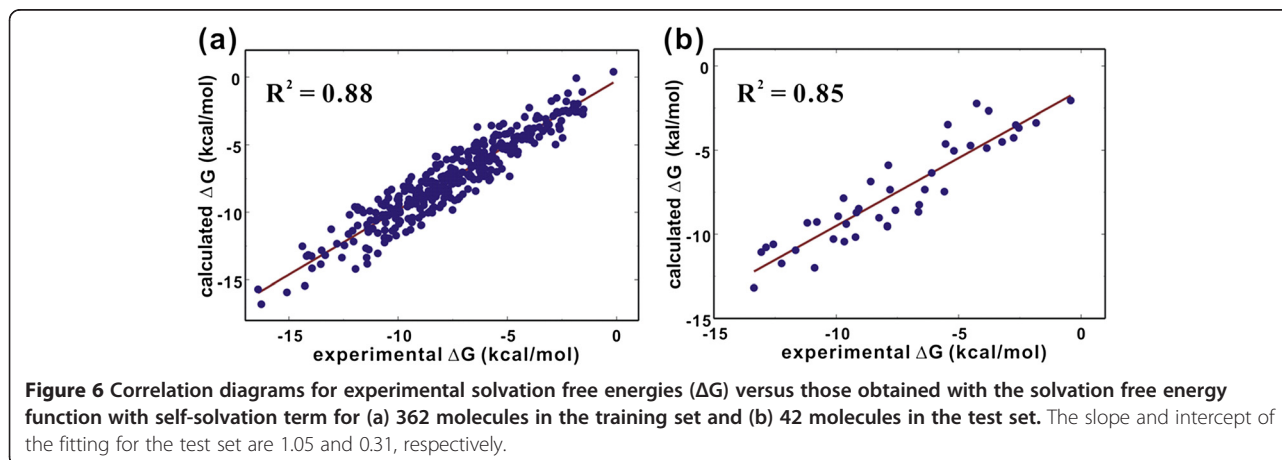 (a)
R² = 0.88
calculated ΔG (kcal/mol)
0
-5
-10
-15
-15
-10
-5
0
experimental ΔG (kcal/mol)
(b)
R² = 0.85
calculated ΔG (kal/mol)
0
-5
-10
-15
-15
-10
-5
0
experimental ΔG (kcal/mol)
Figure 6 Correlation diagrams for experimental solvation free energies (ΔG) versus those obtained with the solvation free energy
function with self-solvation term for (a) 362 molecules in the training set and (b) 42 molecules in the test set. The slope and intercept of
the fitting for the test set are 1.05 and 0.31, respectively.